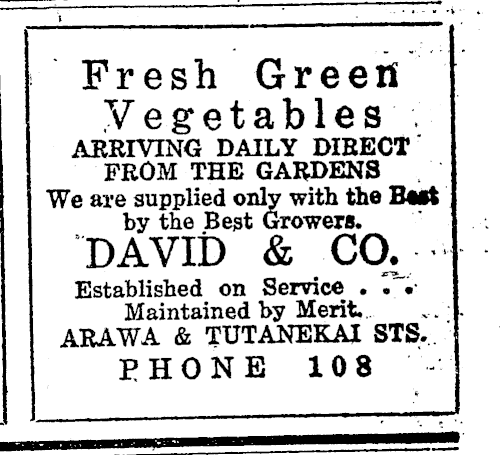 Fresh Green
Vegetables
ARRIVING DAILY DIRECT
FROM THE GARDENS
We are supplied only with the Best
by the Best Growers.
DAVID & CO.
Established on Service . . .
Maintained by Merit.
ARAWA & TUTANEKAI STS.
PHONE 108